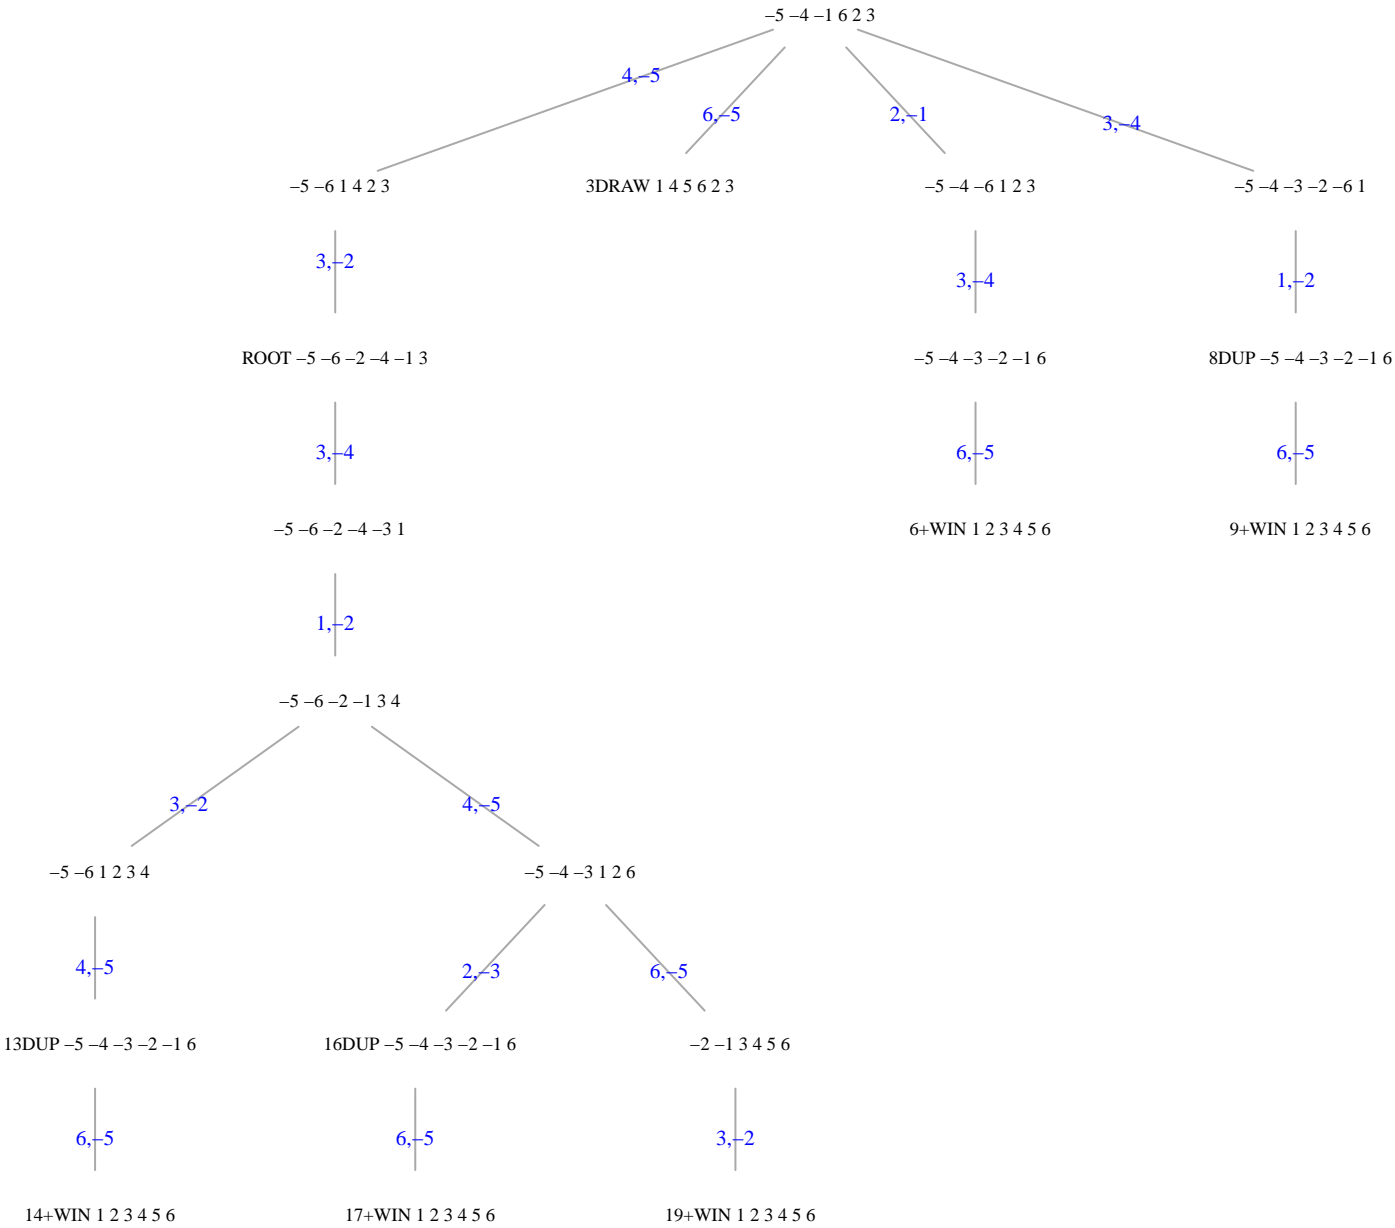 –5 –4 –1 6 2 3
4,–5
6,–5
2,–1
3,–4
–5 –6 1 4 2 3
3DRAW 1 4 5 6 2 3
–5 –4 –6 1 2 3
–5 –4 –3 –2 –6 1
3,–2
3,–4
1,–2
ROOT –5 –6 –2 –4 –1 3
–5 –4 –3 –2 –1 6
8DUP –5 –4 –3 –2 –1 6
3,–4
6,–5
6,–5
–5 –6 –2 –4 –3 1
6+WIN 1 2 3 4 5 6
9+WIN 1 2 3 4 5 6
1,–2
–5 –6 –2 –1 3 4
3,–2
4,–5
–5 –6 1 2 3 4
–5 –4 –3 1 2 6
4,–5
2,–3
6,–5
13DUP –5 –4 –3 –2 –1 6
16DUP –5 –4 –3 –2 –1 6
–2 –1 3 4 5 6
6,–5
6,–5
3,–2
14+WIN 1 2 3 4 5 6
17+WIN 1 2 3 4 5 6
19+WIN 1 2 3 4 5 6